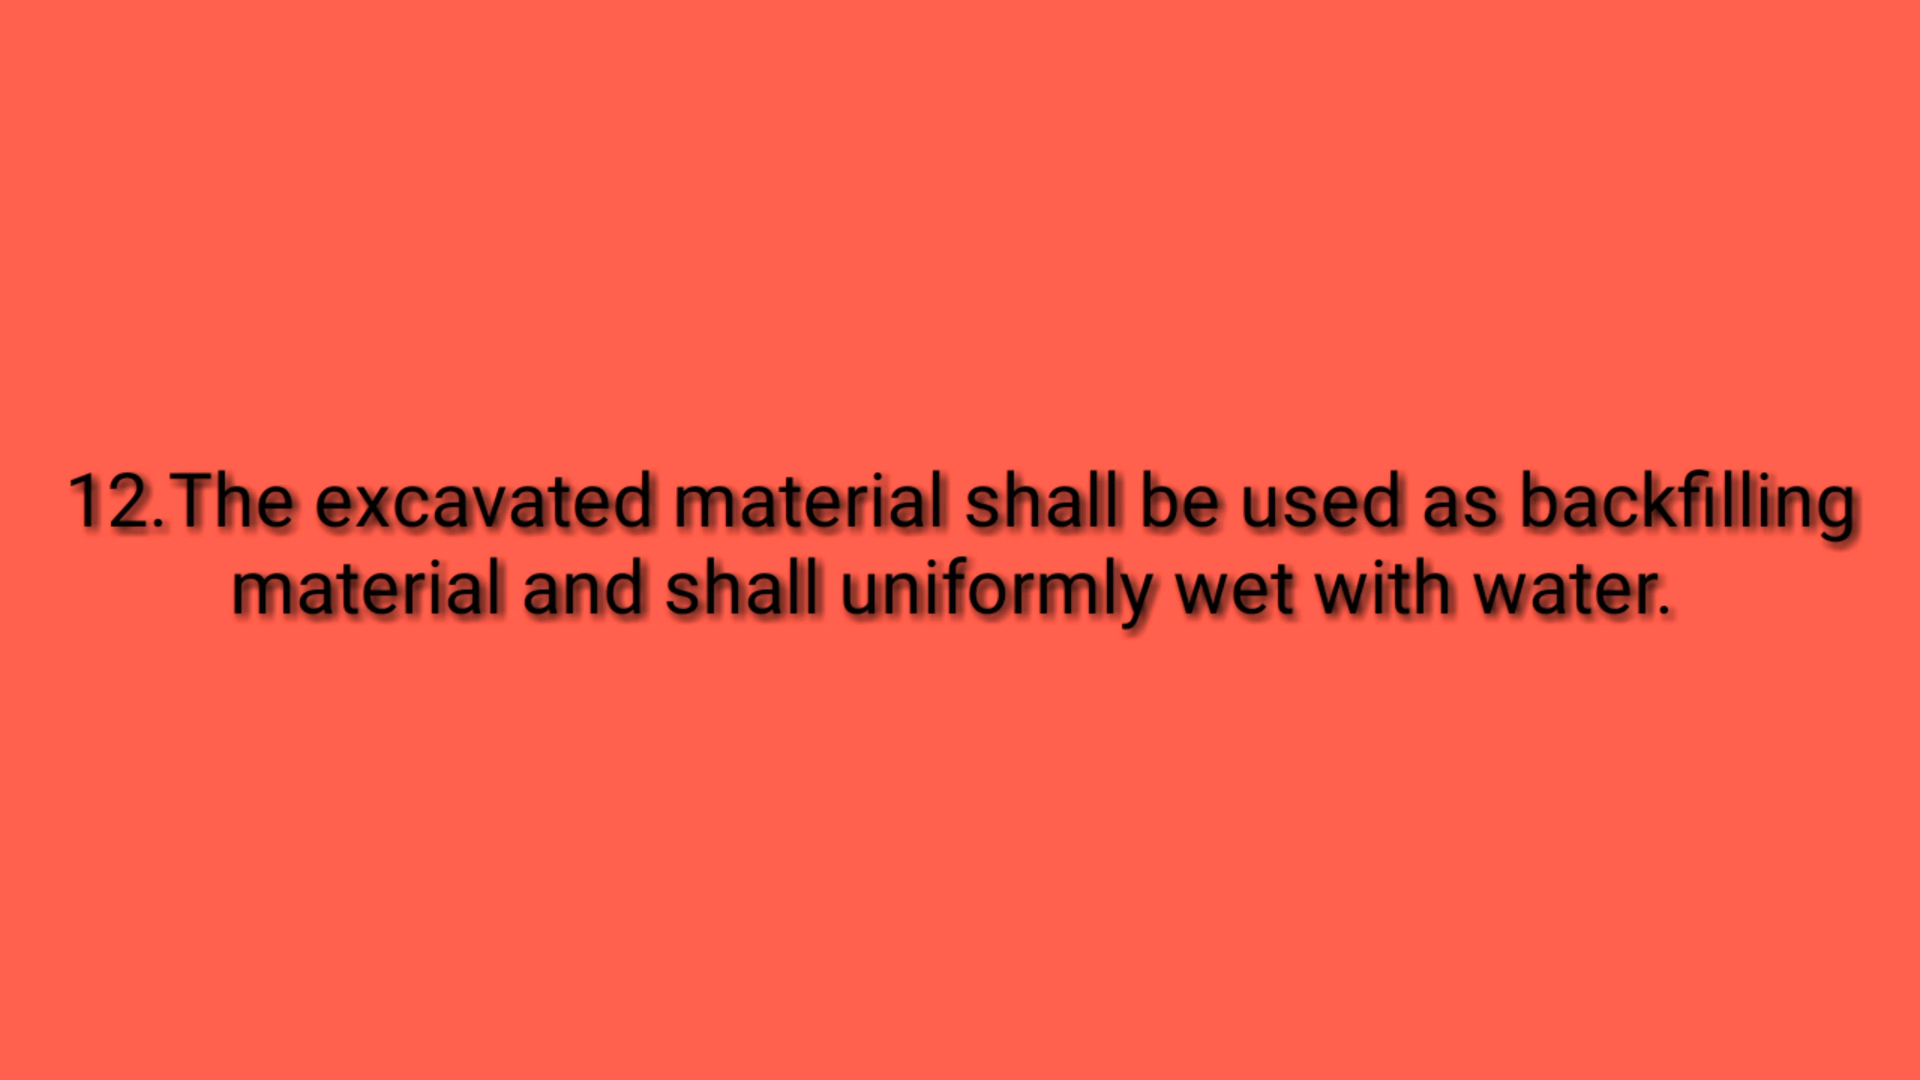 12.The excavated material shall be used as backfilling
material and shall uniformly wet with water.